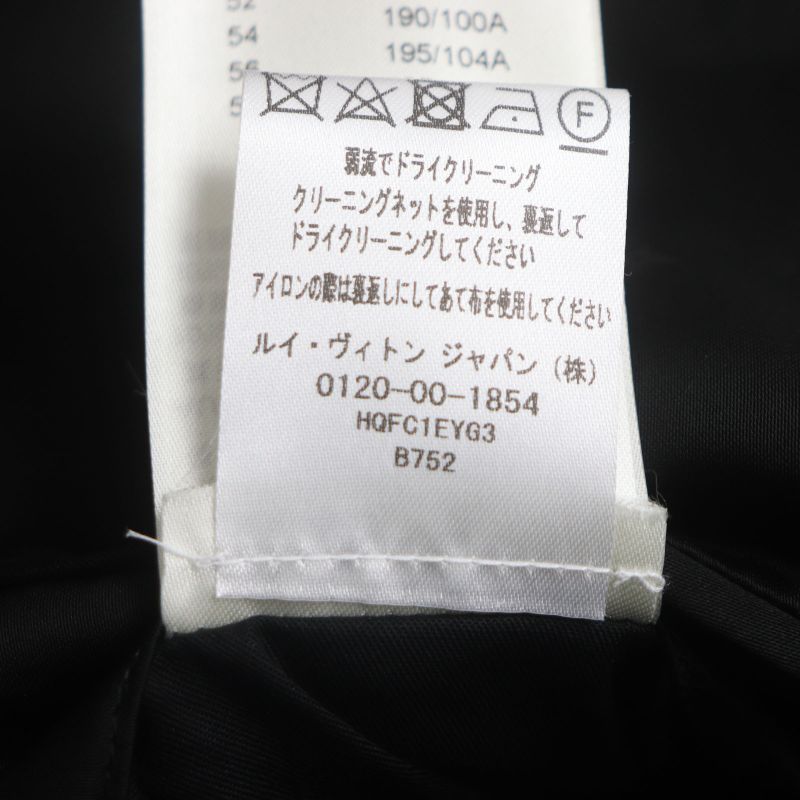 52 190/100A
54 195/104A
56
F
弱流でドライクリーニング
クリーニングネットを使用し、裏返して
ドライクリーニングしてください
アイロンの際は裏返しにしてあて布を使用してください
ルイ・ヴィトン ジャパン (株)
0120-00-1854
HQFC1EYG3
B752